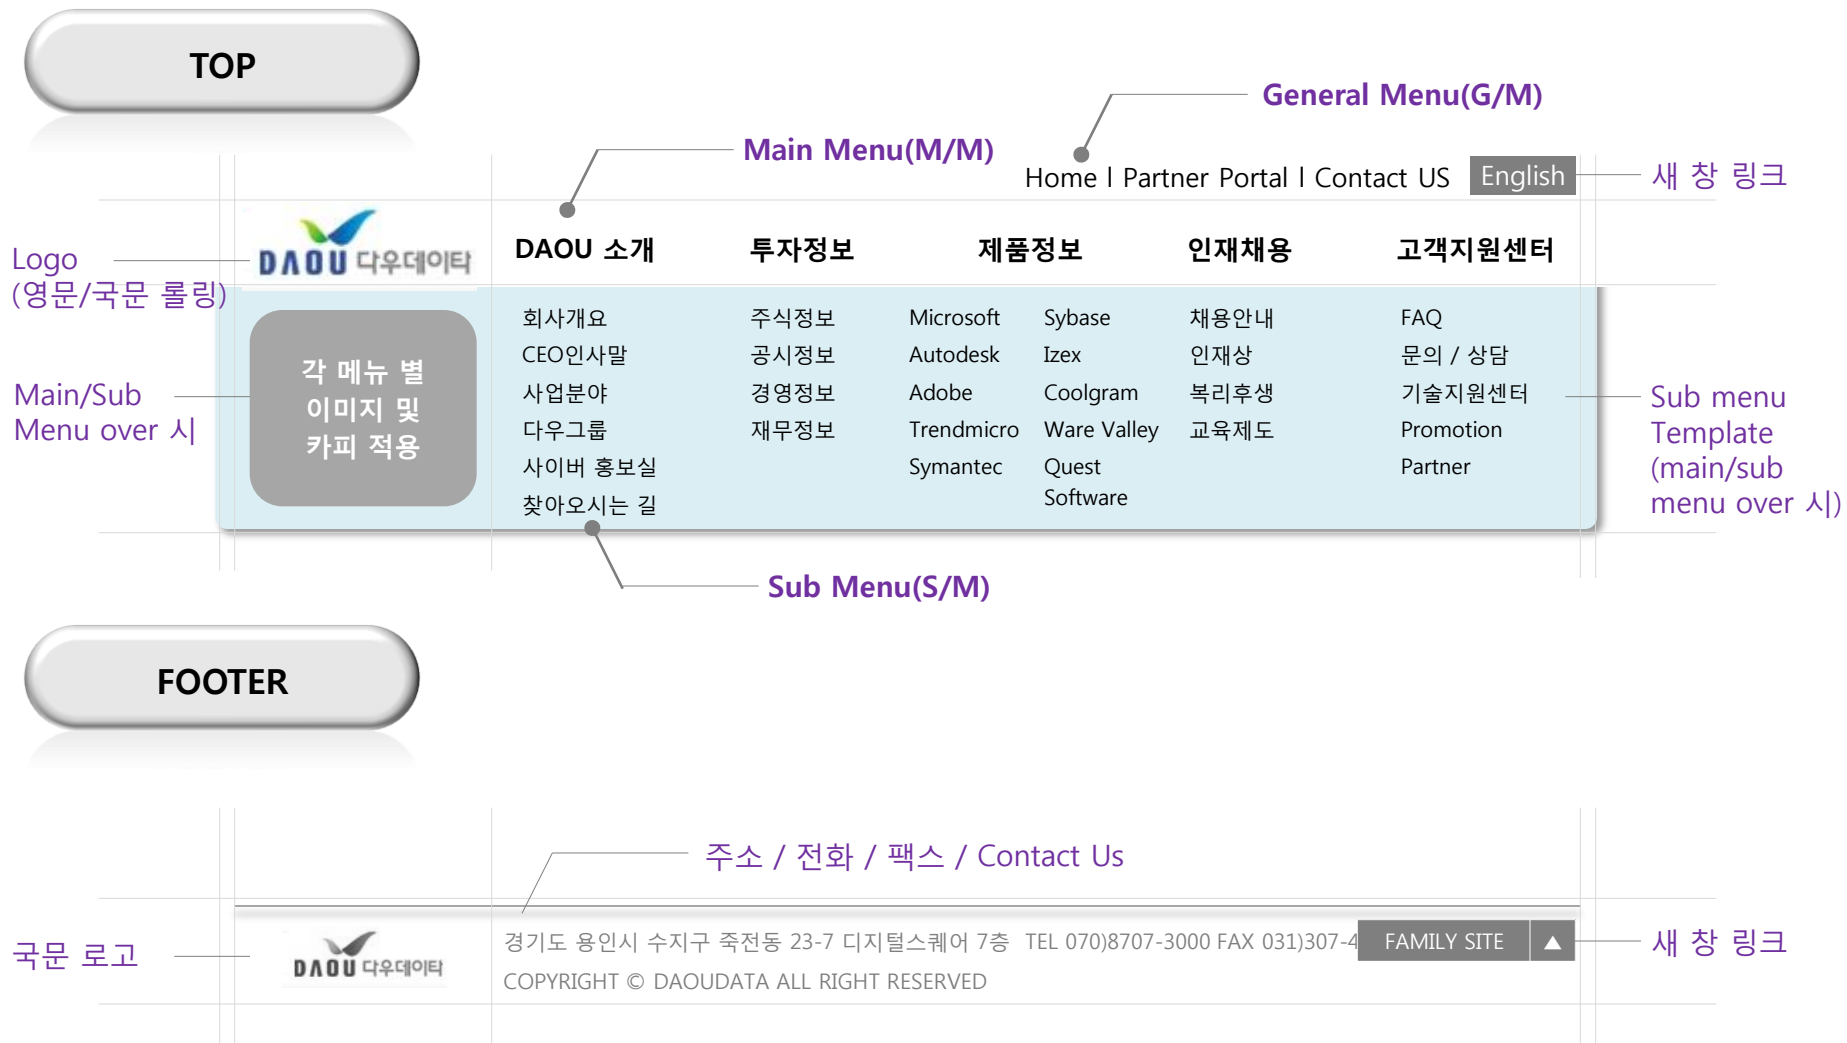 TOP
General Menu(G/M)
Main Menu(M/M)
Home l Partner Portal l Contact US English
새 창 링크
DAOU 다우데이타
DAOU 소개 투자정보 제품정보 인재채용 고객지원센터
Logo
(영문/국문 롤링)
회사개요 주식정보 Microsoft Sybase 채용안내 FAQ
CEO인사말 공시정보 Autodesk Izex 인재상 문의 / 상담
사업분야 경영정보 Adobe Coolgram 복리후생 기술지원센터
다우그룹 재무정보 Trendmicro Ware Valley 교육제도 Promotion
사이버 홍보실 Symantec Quest Partner
찾아오시는 길 Software
각 메뉴 별
이미지 및
카피 적용
Main/Sub
Menu over 시
Sub menu
Template
(main/sub
menu over 시)
Sub Menu(S/M)
FOOTER
주소 / 전화 / 팩스 / Contact Us
국문 로고
DAOU 다우데이타
경기도 용인시 수지구 죽전동 23-7 디지털스퀘어 7층 TEL 070)8707-3000 FAX 031)307-4
FAMILY SITE ▲
새 창 링크
COPYRIGHT © DAOUDATA ALL RIGHT RESERVED